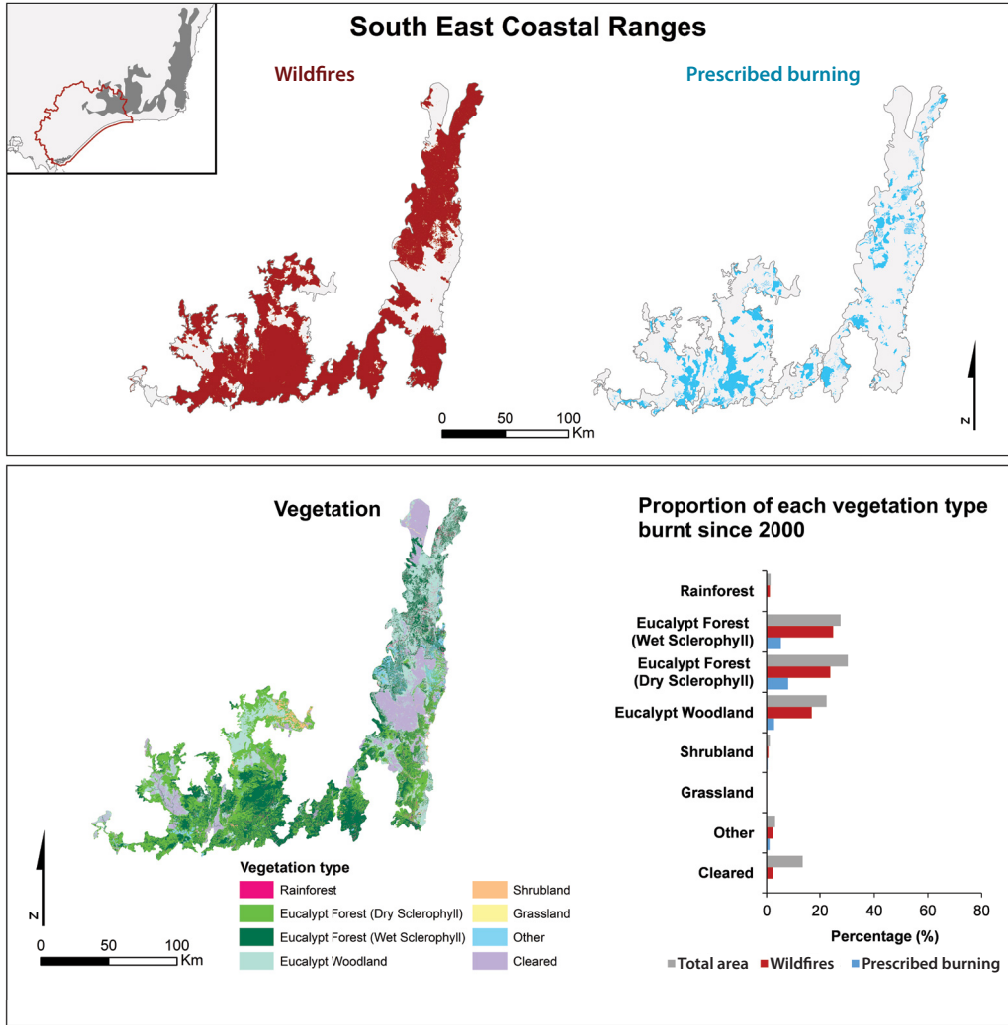 South East Coastal Ranges
Wildfires
Prescribed burning
0 50 100
Km
N
Vegetation
Proportion of each vegetation type
burnt since 2000
Rainforest
Eucalypt Forest
(Wet Sclerophyll)
Eucalypt Forest
(Dry Sclerophyll)
Eucalypt Woodland
Shrubland
Grassland
Other
Cleared
0 20 40 60 80
Percentage (%)
Total area Wildfires Prescribed burning
N
0 50 100
Km
Vegetation type
Rainforest
Eucalypt Forest (Dry Sclerophyll)
Eucalypt Forest (Wet Sclerophyll)
Eucalypt Woodland
Shrubland
Grassland
Other
Cleared